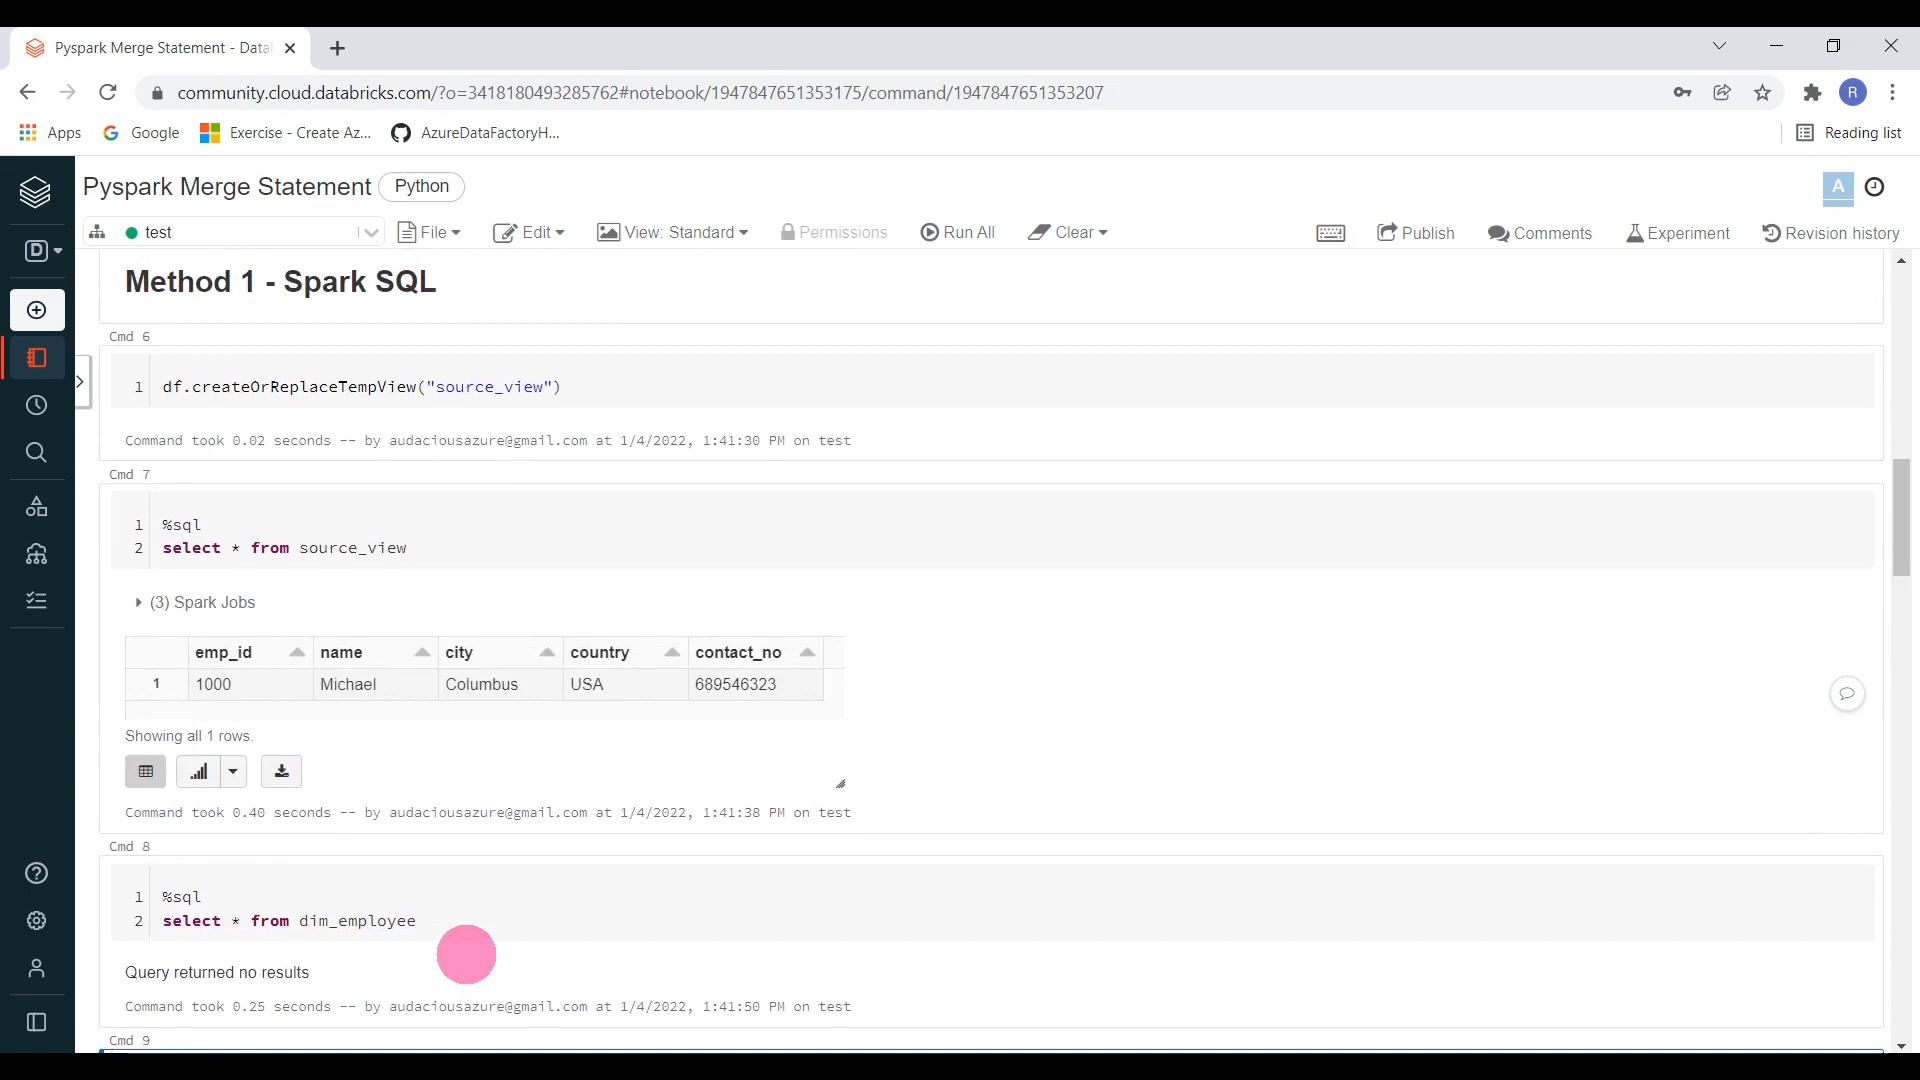 Pyspark Merge Statement - Data
community.cloud.databricks.com/?o=3418180493285762#notebook/1947847651353175/command/1947847651353207
R
Apps
Google
Exercise - Create Az...
AzureDataFactoryH...
Reading list
Pyspark Merge Statement
Python
A
D
test
File
Edit
View: Standard
Permissions
Run All
Clear
Publish
Comments
Experiment
Revision history
Method 1 - Spark SQL
Cmd 6
1 df.createOrReplaceTempView("source_view")
Command took 0.02 seconds -- by audaciousazure@gmail.com at 1/4/2022, 1:41:30 PM on test
Cmd 7
1 %sql
2 select * from source_view
(3) Spark Jobs
emp_id name city country contact_no
1 1000 Michael Columbus USA 689546323
Showing all 1 rows.
Command took 0.40 seconds -- by audaciousazure@gmail.com at 1/4/2022, 1:41:38 PM on test
Cmd 8
1 %sql
2 select * from dim_employee
Query returned no results
Command took 0.25 seconds -- by audaciousazure@gmail.com at 1/4/2022, 1:41:50 PM on test
Cmd 9